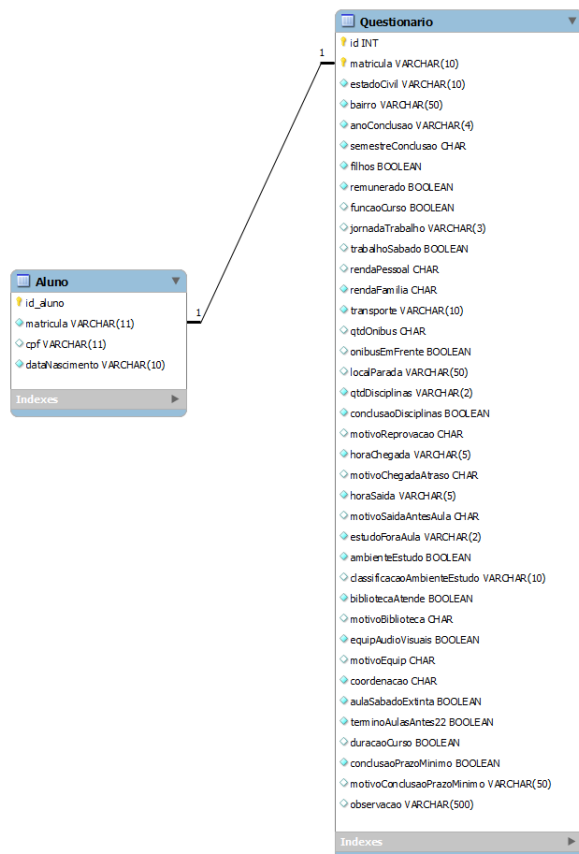 Questionario
id INT
matricula VARCHAR(10)
estadoCivil VARCHAR(10)
bairro VARCHAR(50)
anoConclusao VARCHAR(4)
semestreConclusao CHAR
filhos BOOLEAN
remunerado BOOLEAN
funcaoCurso BOOLEAN
jornadaTrabalho VARCHAR(3)
trabalhoSabado BOOLEAN
rendaPessoal CHAR
rendaFamilia CHAR
transporte VARCHAR(10)
qtdOnibus CHAR
onibusEmFrente BOOLEAN
localParada VARCHAR(50)
qtdDisciplinas VARCHAR(2)
conclusaoDisciplinas BOOLEAN
motivoReprovacao CHAR
horaChegada VARCHAR(5)
motivoChegadaAtraso CHAR
horaSaida VARCHAR(5)
motivoSaidaAntesAula CHAR
estudoForaAula VARCHAR(2)
ambienteEstudo BOOLEAN
classificacaoAmbienteEstudo VARCHAR(10)
bibliotecaAtende BOOLEAN
motivoBiblioteca CHAR
equipAudioVisuais BOOLEAN
motivoEquip CHAR
coordenacao CHAR
aulaSabadoExtinta BOOLEAN
terminoAulasAntes22 BOOLEAN
duracaoCurso BOOLEAN
conclusaoPrazoMinimo BOOLEAN
motivoConclusaoPrazoMinimo VARCHAR(50)
observacao VARCHAR(500)
Indexes
1
1
Aluno
id_aluno
matricula VARCHAR(11)
cpf VARCHAR(11)
dataNascimento VARCHAR(10)
Indexes